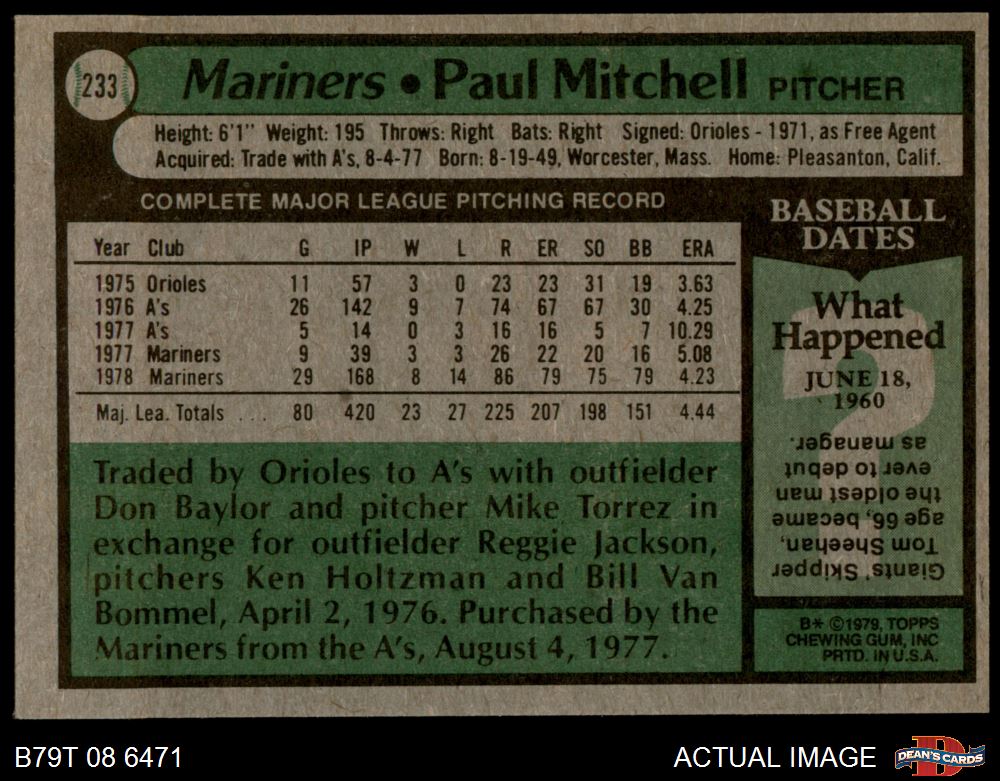 233
Mariners • Paul Mitchell PITCHER
Height: 6'1" Weight: 195 Throws: Right Bats: Right Signed: Orioles - 1971, as Free Agent
Acquired: Trade with A's, 8-4-77 Born: 8-19-49, Worcester, Mass. Home: Pleasanton, Calif.
COMPLETE MAJOR LEAGUE PITCHING RECORD
Year Club G IP W L R ER SO BB ERA
1975 Orioles 11 57 3 0 23 23 31 19 3.63
1976 A's 26 142 9 7 74 67 67 30 4.25
1977 A's 5 14 0 3 16 16 5 7 10.29
1977 Mariners 9 39 3 3 26 22 20 16 5.08
1978 Mariners 29 168 8 14 86 79 75 79 4.23
Maj. Lea. Totals . . . 80 420 23 27 225 207 198 151 4.44
Traded by Orioles to A's with outfielder
Don Baylor and pitcher Mike Torrez in
exchange for outfielder Reggie Jackson,
pitchers Ken Holtzman and Bill Van
Bommel, April 2, 1976. Purchased by the
Mariners from the A's, August 4, 1977.
BASEBALL
DATES
What
Happened
JUNE 18,
1960
?
Giants' Skipper
Tom Sheehan,
age 66, became
the oldest man
ever to debut
as manager.
B* ©1979, TOPPS
CHEWING GUM, INC
PRTD. IN U.S.A.
B79T 08 6471
ACTUAL IMAGE
D
DEAN'S CARDS